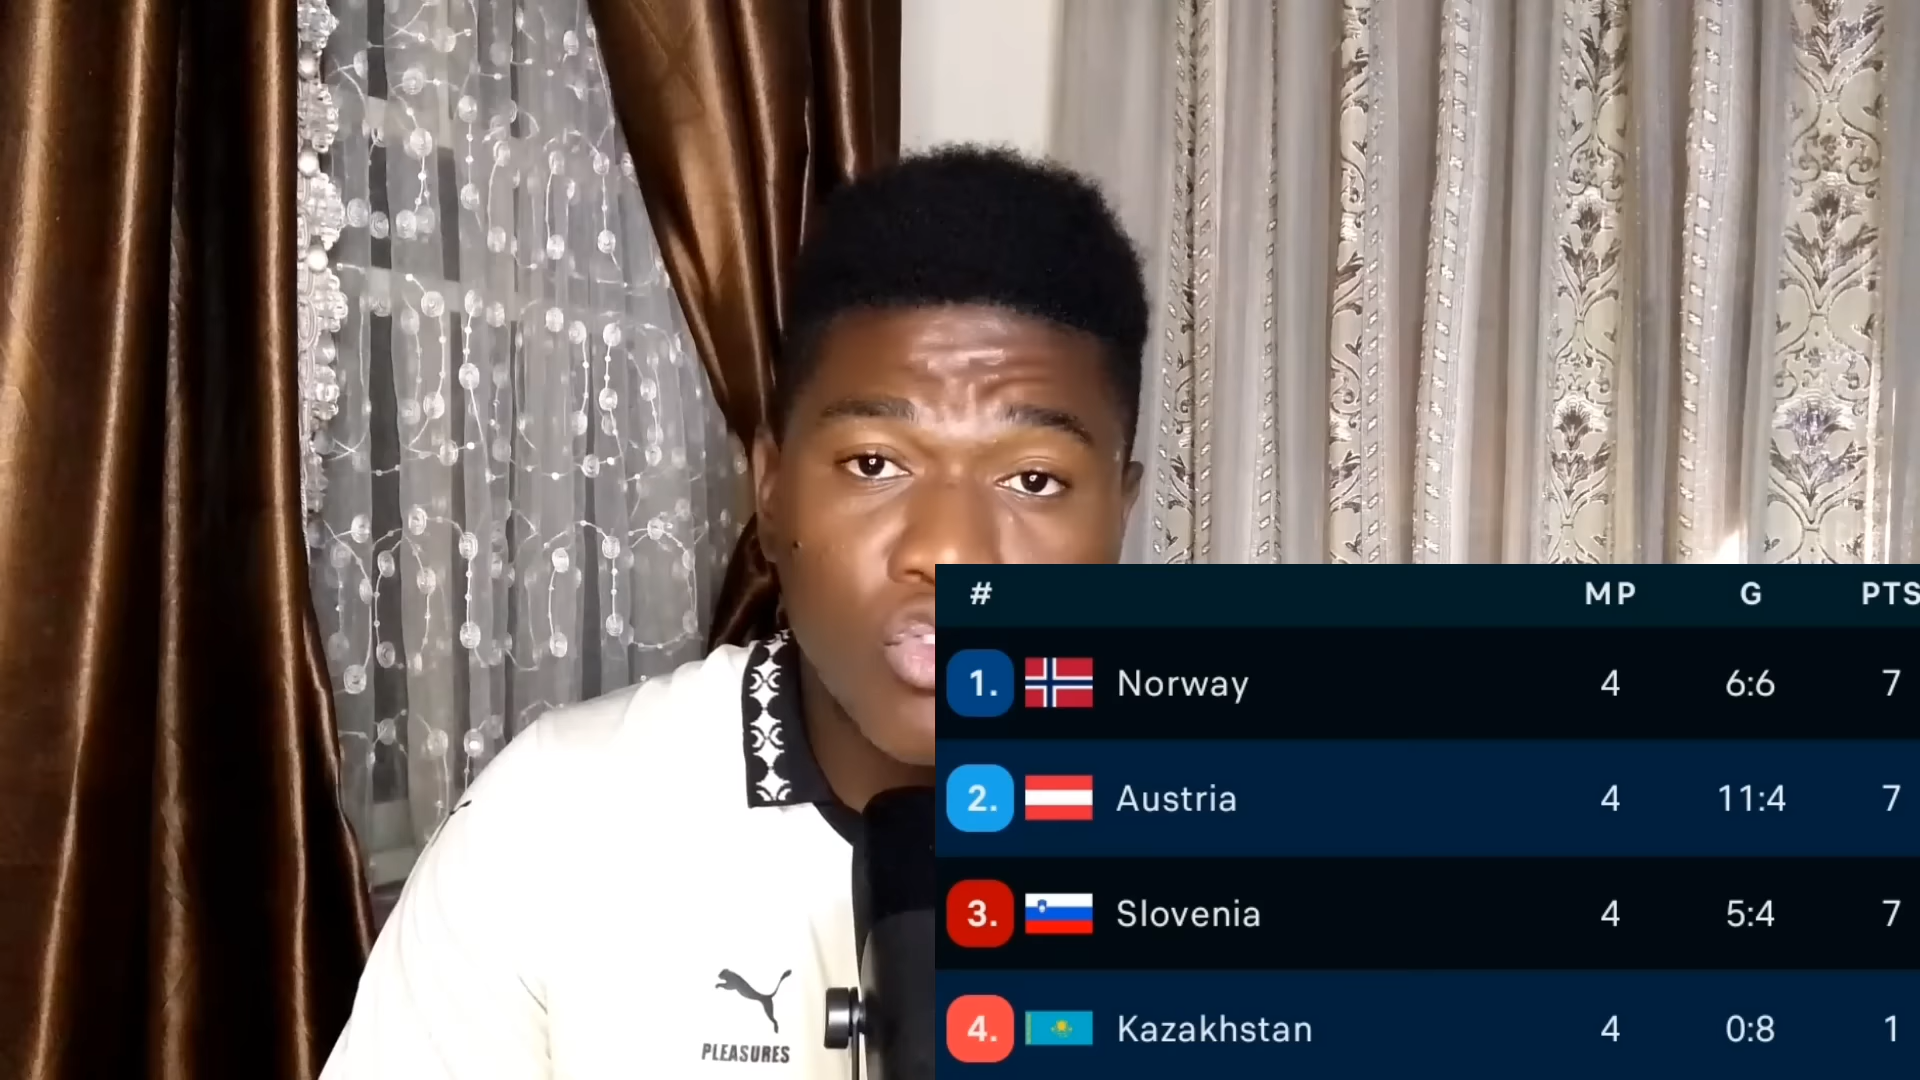 # MP G PTS
1. Norway 4 6:6 7
2. Austria 4 11:4 7
3. Slovenia 4 5:4 7
4. Kazakhstan 4 0:8 1
PLEASURES